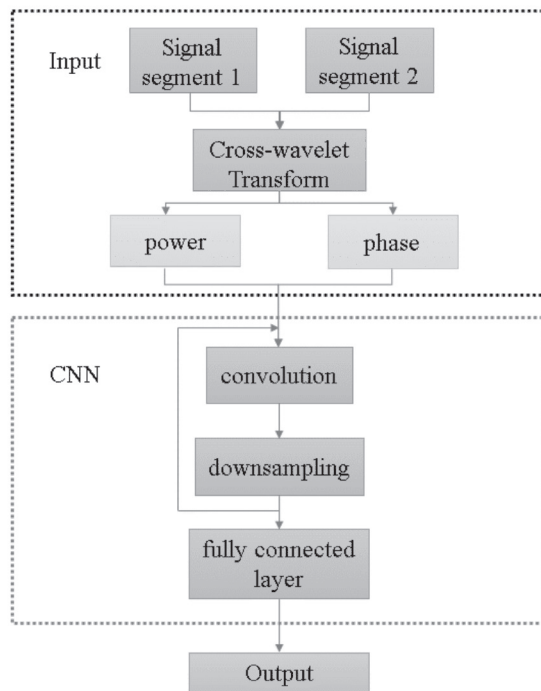 Input
Signal
segment 1
Signal
segment 2
Cross-wavelet
Transform
power
phase
CNN
convolution
downsampling
fully connected
layer
Output